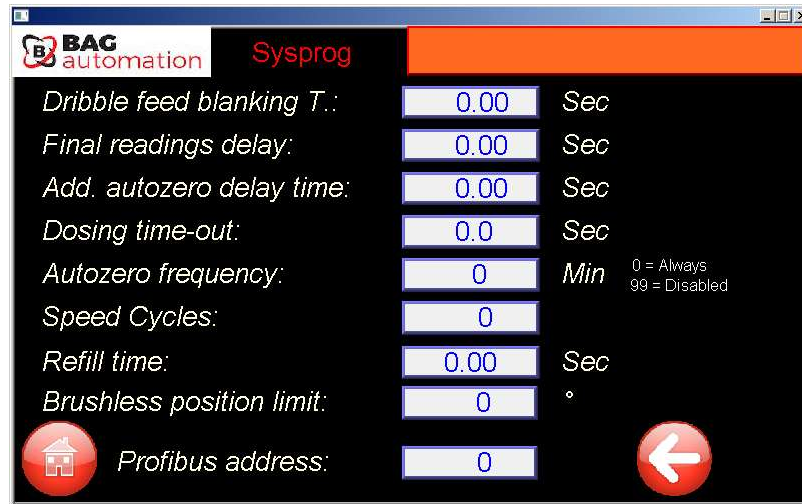 BAG
automation
Sysprog
Dribble feed blanking T.: 0.00 Sec
Final readings delay: 0.00 Sec
Add. autozero delay time: 0.00 Sec
Dosing time-out: 0.0 Sec
Autozero frequency: 0 Min 0 = Always
99 = Disabled
Speed Cycles: 0
Refill time: 0.00 Sec
Brushless position limit: 0 °
Profibus address: 0